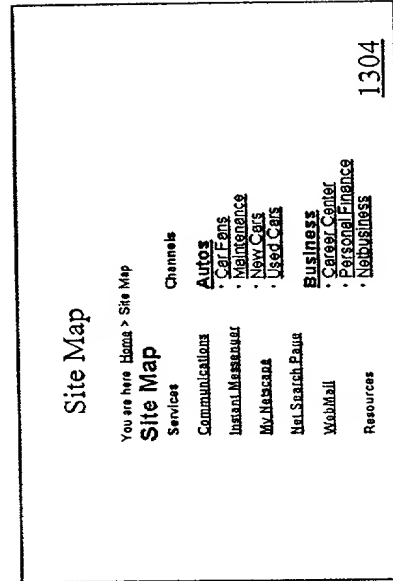 Site Map
You are here Home > Site Map
Site Map
Services
Channels
Communications
Instant Messenger
My Netscape
Net Search Page
WebMail
Resources
Autos
· Car Fans
· Maintenance
· New Cars
· Used Cars
Business
· Career Center
· Personal Finance
· Netbusiness
1304